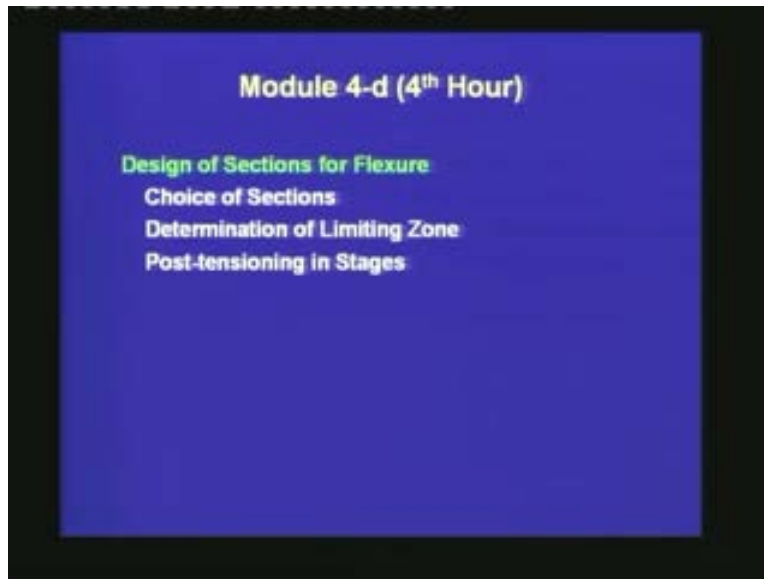 Module 4-d (4th Hour)
Design of Sections for Flexure
Choice of Sections
Determination of Limiting Zone
Post-tensioning in Stages